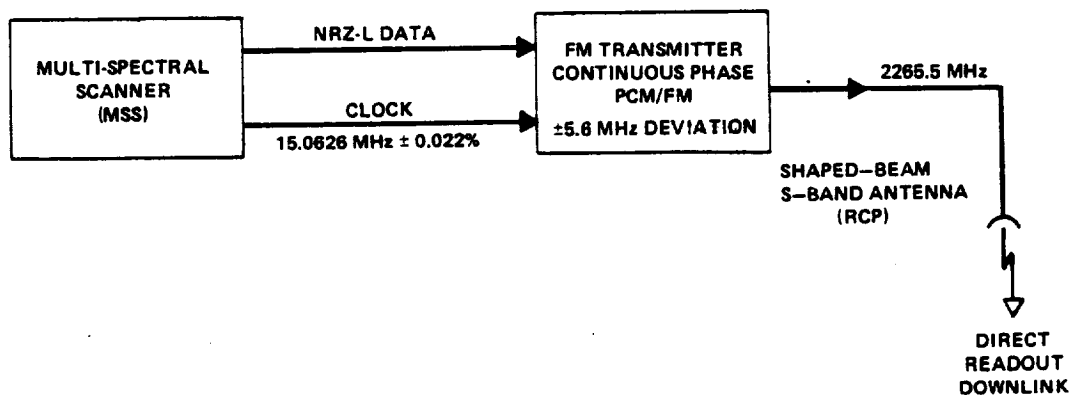 MULTI-SPECTRAL
SCANNER
(MSS)
NRZ-L DATA
CLOCK
15.0626 MHz ± 0.022%
FM TRANSMITTER
CONTINUOUS PHASE
PCM/FM
±5.6 MHz DEVIATION
2265.5 MHz
SHAPED-BEAM
S-BAND ANTENNA
(RCP)
DIRECT
READOUT
DOWNLINK